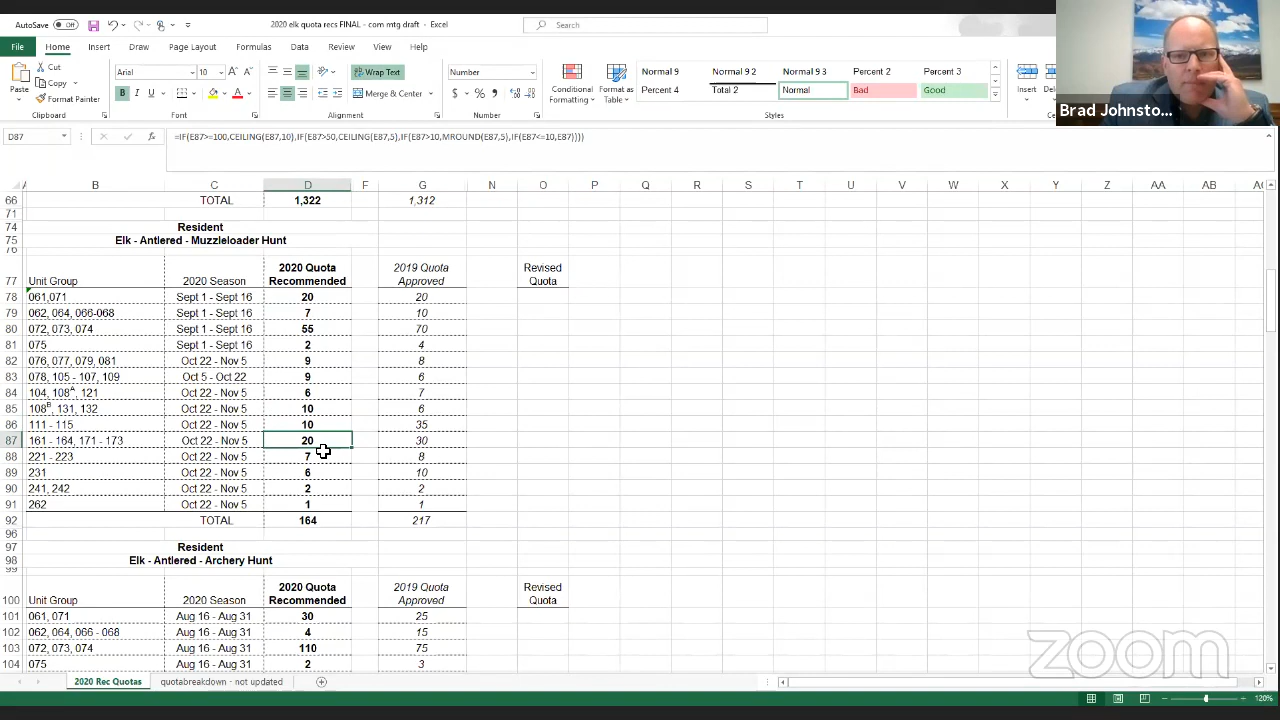 AutoSave Off 2020 elk quota recs FINAL - com mtg draft - Excel Search
File Home Insert Draw Page Layout Formulas Data Review View Help
Paste Cut Copy Format Painter
Clipboard
Arial 10
B I U
Font
Wrap Text
Merge & Center
Alignment
Number
$ % 9
Number
Conditional Formatting Format as Table
Normal 9 Normal 9 2 Normal 9 3 Percent 2 Percent 3
Percent 4 Total 2 Normal Bad Good
Styles
Insert
Brad Johnsto...
D87 fx =IF(E87>=100,CEILING(E87,10),IF(E87>50,CEILING(E87,5),IF(E87>10,MROUND(E87,5),IF(E87<=10,E87))))
A B C D F G N O P Q R S T U V W X Y Z AA AB
66 TOTAL 1,322 1,312
71
74 Resident
75 Elk - Antlered - Muzzleloader Hunt
76
77 Unit Group 2020 Season 2020 Quota Recommended 2019 Quota Approved Revised Quota
78 061,071 Sept 1 - Sept 16 20 20
79 062, 064, 066-068 Sept 1 - Sept 16 7 10
80 072, 073, 074 Sept 1 - Sept 16 55 70
81 075 Sept 1 - Sept 16 2 4
82 076, 077, 079, 081 Oct 22 - Nov 5 9 8
83 078, 105 - 107, 109 Oct 5 - Oct 22 9 6
84 104, 108A, 121 Oct 22 - Nov 5 6 7
85 108B, 131, 132 Oct 22 - Nov 5 10 6
86 111 - 115 Oct 22 - Nov 5 10 35
87 161 - 164, 171 - 173 Oct 22 - Nov 5 20 30
88 221 - 223 Oct 22 - Nov 5 7 8
89 231 Oct 22 - Nov 5 6 10
90 241, 242 Oct 22 - Nov 5 2 2
91 262 Oct 22 - Nov 5 1 1
92 TOTAL 164 217
96
97 Resident
98 Elk - Antlered - Archery Hunt
99
100 Unit Group 2020 Season 2020 Quota Recommended 2019 Quota Approved Revised Quota
101 061, 071 Aug 16 - Aug 31 30 25
102 062, 064, 066 - 068 Aug 16 - Aug 31 4 15
103 072, 073, 074 Aug 16 - Aug 31 110 75
104 075 Aug 16 - Aug 31 2 3
zoom
2020 Rec Quotas quotabreakdown - not updated
120%